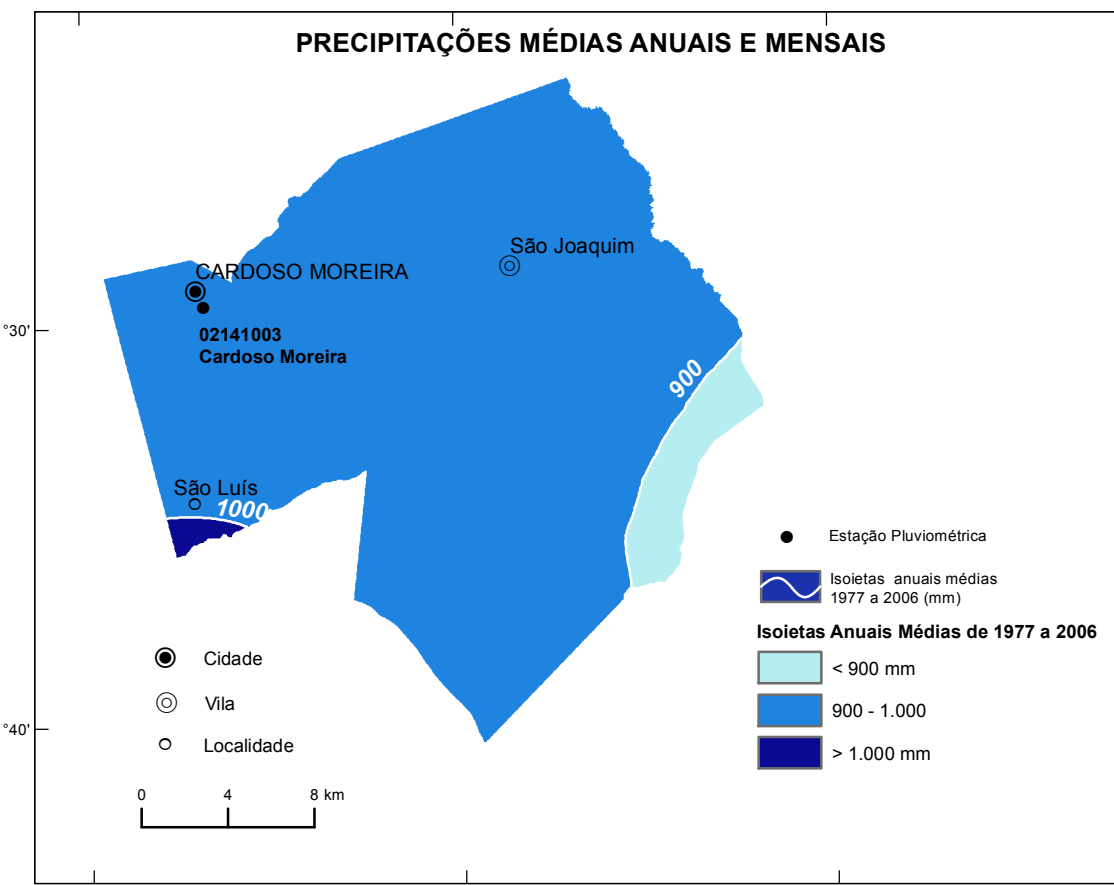 PRECIPITAÇÕES MÉDIAS ANUAIS E MENSAIS
São Joaquim
CARDOSO MOREIRA
°30'
02141003
Cardoso Moreira
900
São Luís
1000
Estação Pluviométrica
Isoietas anuais médias
1977 a 2006 (mm)
Isoietas Anuais Médias de 1977 a 2006
< 900 mm
900 - 1.000
> 1.000 mm
Cidade
Vila
Localidade
°40'
0 4 8 km